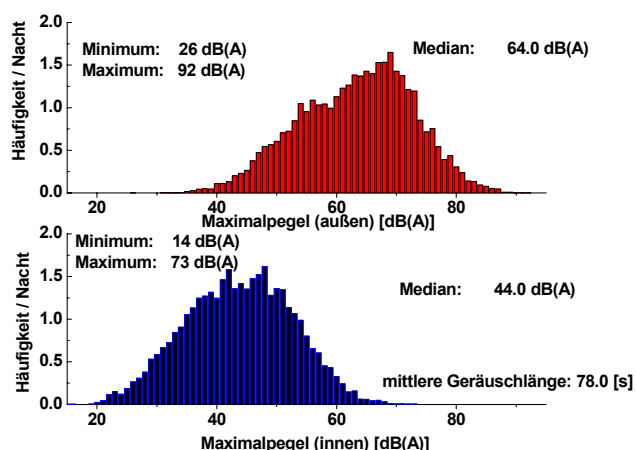 2.0
1.5
1.0
0.5
0.0
Häufigkeit / Nacht
Minimum: 26 dB(A)
Maximum: 92 dB(A)
Median: 64.0 dB(A)
20 40 60 80
Maximalpegel (außen) [dB(A)]
2.0
1.5
1.0
0.5
0.0
Häufigkeit / Nacht
Minimum: 14 dB(A)
Maximum: 73 dB(A)
Median: 44.0 dB(A)
mittlere Geräuschlänge: 78.0 [s]
20 40 60 80
Maximalpegel (innen) [dB(A)]